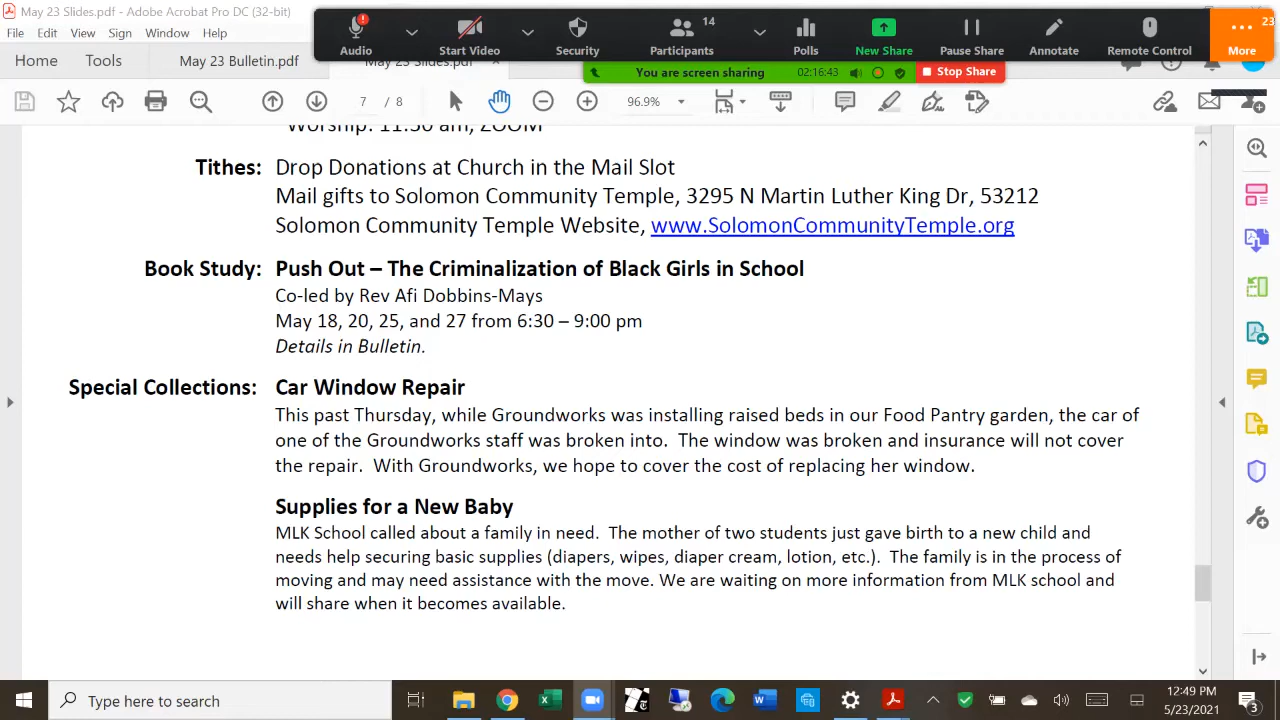 May 23 Slides.pdf - Adobe Acrobat Pro DC (32-bit)
File Edit View Sign Window Help
Audio Start Video Security Participants 14 Polls New Share Pause Share Annotate Remote Control More 23
Home Tools May 23 Bulletin.pdf May 23 Slides.pdf
You are screen sharing 02:16:43 Stop Share
7 / 8 96.9%
Worship: 11:30 am, ZOOM
Tithes: Drop Donations at Church in the Mail Slot
Mail gifts to Solomon Community Temple, 3295 N Martin Luther King Dr, 53212
Solomon Community Temple Website, www.SolomonCommunityTemple.org
Book Study: Push Out – The Criminalization of Black Girls in School
Co-led by Rev Afi Dobbins-Mays
May 18, 20, 25, and 27 from 6:30 – 9:00 pm
Details in Bulletin.
Special Collections: Car Window Repair
This past Thursday, while Groundworks was installing raised beds in our Food Pantry garden, the car of
one of the Groundworks staff was broken into. The window was broken and insurance will not cover
the repair. With Groundworks, we hope to cover the cost of replacing her window.
Supplies for a New Baby
MLK School called about a family in need. The mother of two students just gave birth to a new child and
needs help securing basic supplies (diapers, wipes, diaper cream, lotion, etc.). The family is in the process of
moving and may need assistance with the move. We are waiting on more information from MLK school and
will share when it becomes available.
Type here to search
12:49 PM
5/23/2021
3